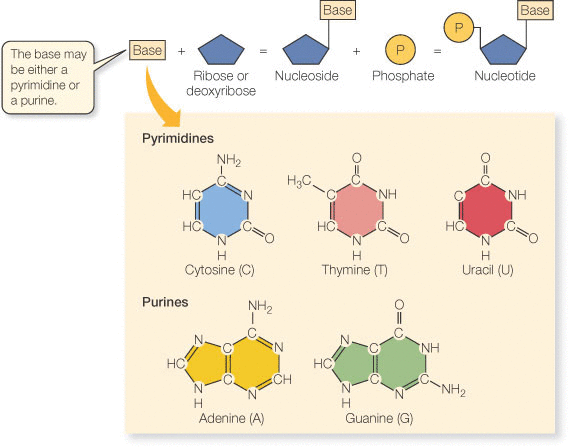 The base may
be either a
pyrimidine or
a purine.
Base + Ribose or deoxyribose = Base Nucleoside + P Phosphate = P Base Nucleotide
Pyrimidines
NH2
C
HC N
HC C
N O
H
Cytosine (C)
O
C
H3C C NH
HC C
N O
H
Thymine (T)
O
C
C NH
HC C
N O
H
Uracil (U)
Purines
NH2
C
N C N
HC C CH
N N
H
Adenine (A)
O
C
N C NH
HC C C
N N NH2
H
Guanine (G)